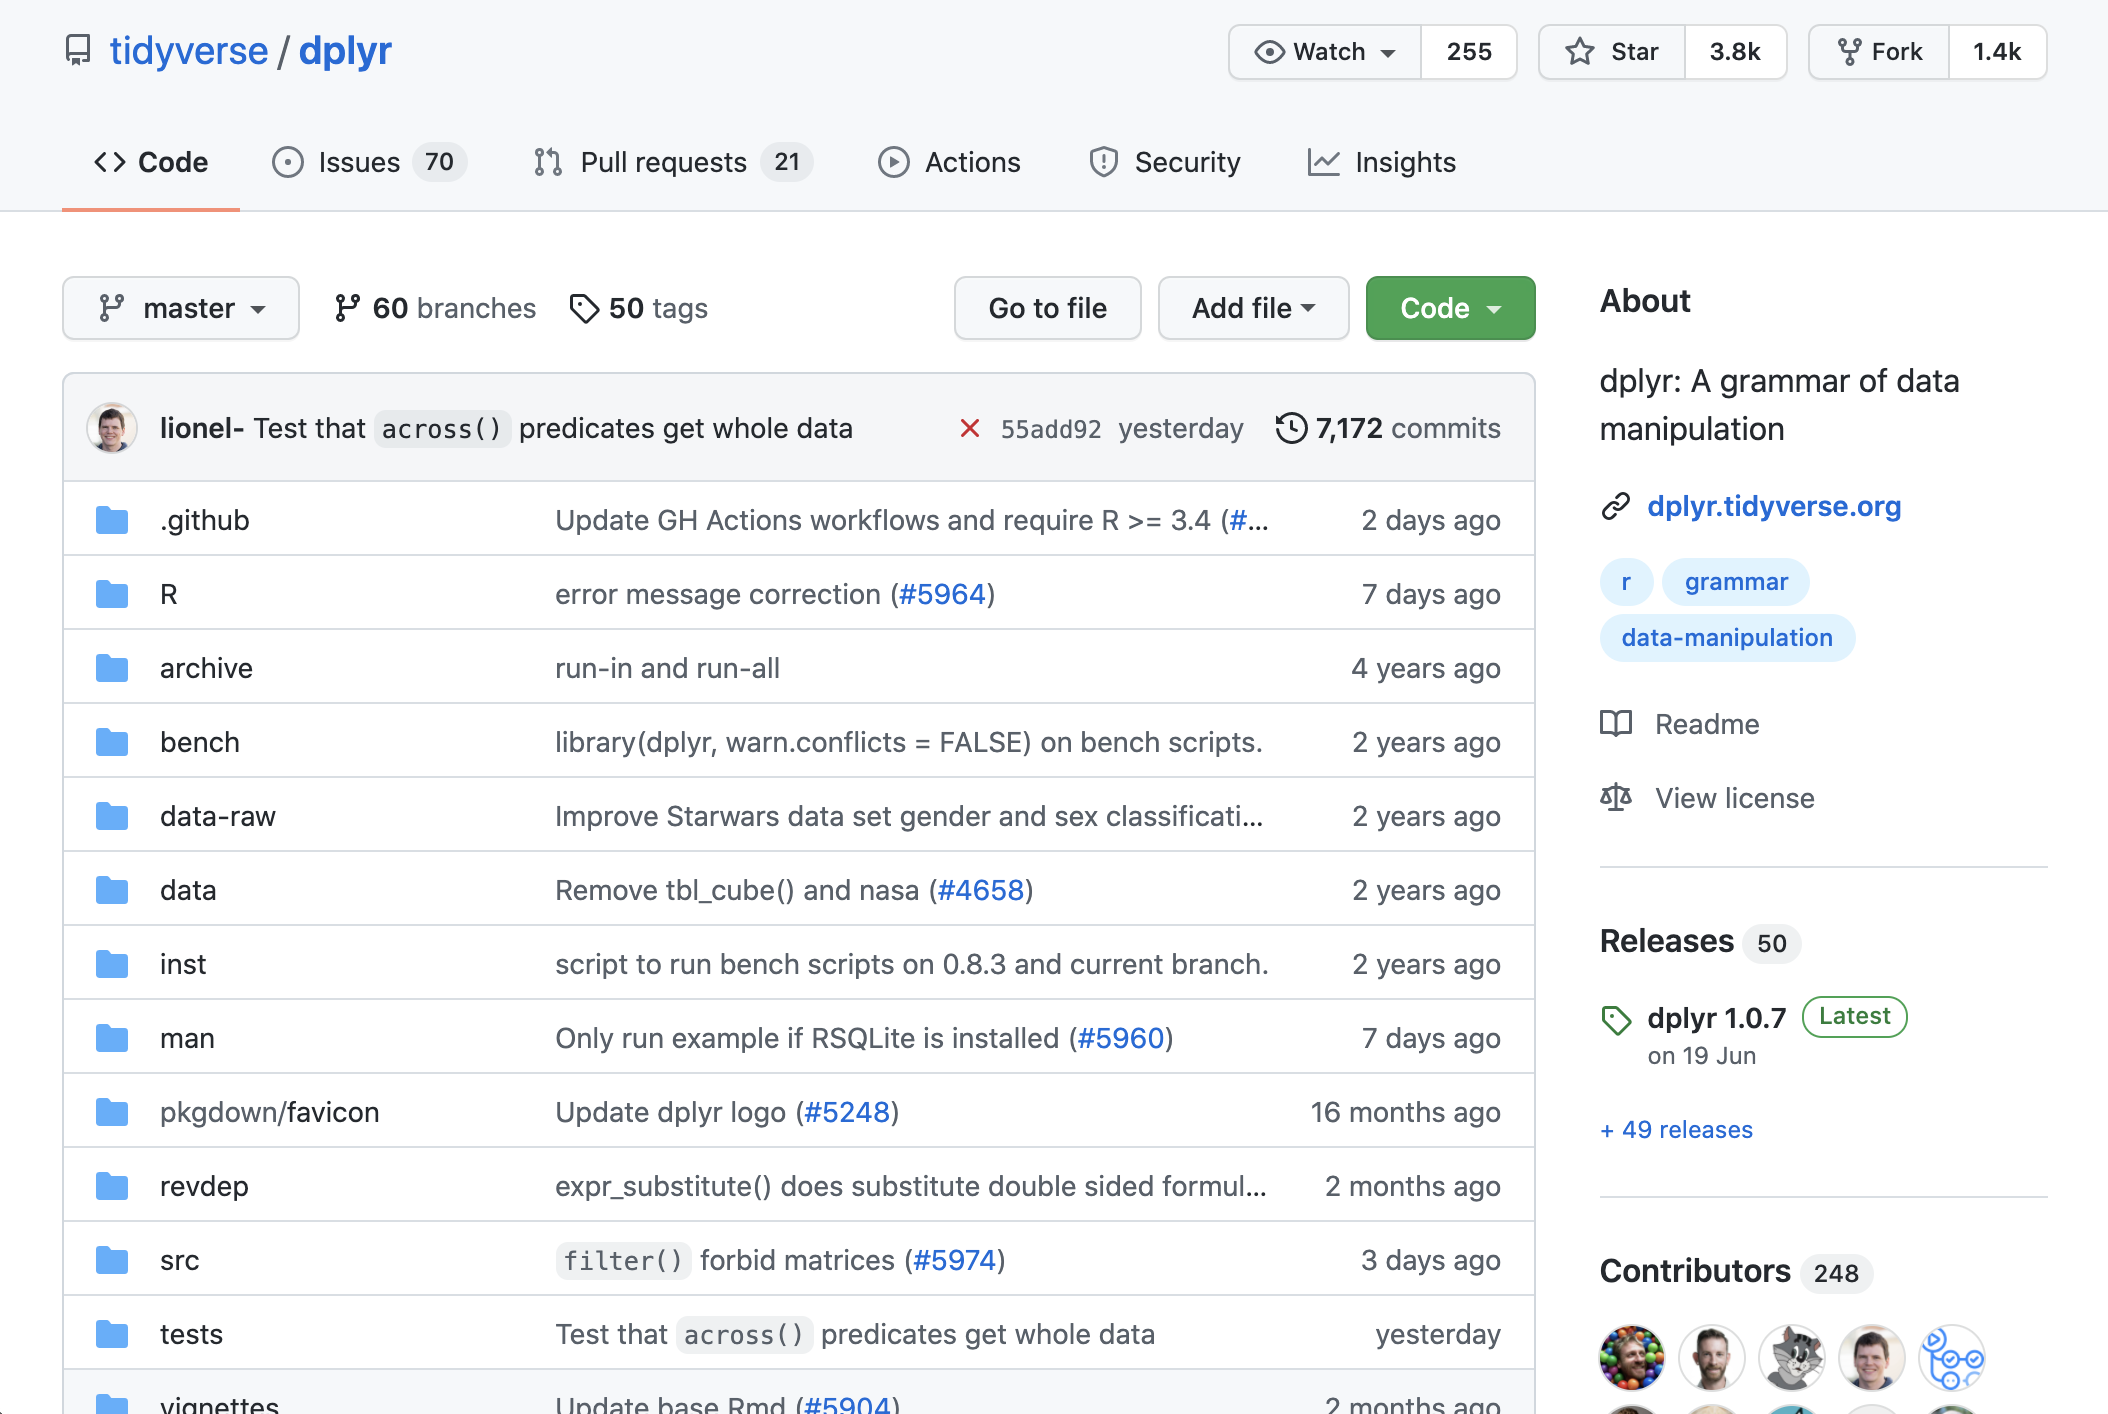 tidyverse / dplyr
Watch 255 Star 3.8k Fork 1.4k
Code Issues 70 Pull requests 21 Actions Security Insights
master 60 branches 50 tags Go to file Add file Code
lionel- Test that across() predicates get whole data 55add92 yesterday 7,172 commits
.github Update GH Actions workflows and require R >= 3.4 (#... 2 days ago
R error message correction (#5964) 7 days ago
archive run-in and run-all 4 years ago
bench library(dplyr, warn.conflicts = FALSE) on bench scripts. 2 years ago
data-raw Improve Starwars data set gender and sex classificati... 2 years ago
data Remove tbl_cube() and nasa (#4658) 2 years ago
inst script to run bench scripts on 0.8.3 and current branch. 2 years ago
man Only run example if RSQLite is installed (#5960) 7 days ago
pkgdown/favicon Update dplyr logo (#5248) 16 months ago
revdep expr_substitute() does substitute double sided formul... 2 months ago
src filter() forbid matrices (#5974) 3 days ago
tests Test that across() predicates get whole data yesterday
vignettes Update base Rmd (#5904) 2 months ago
About
dplyr: A grammar of data
manipulation
dplyr.tidyverse.org
r grammar
data-manipulation
Readme
View license
Releases 50
dplyr 1.0.7 Latest
on 19 Jun
+ 49 releases
Contributors 248